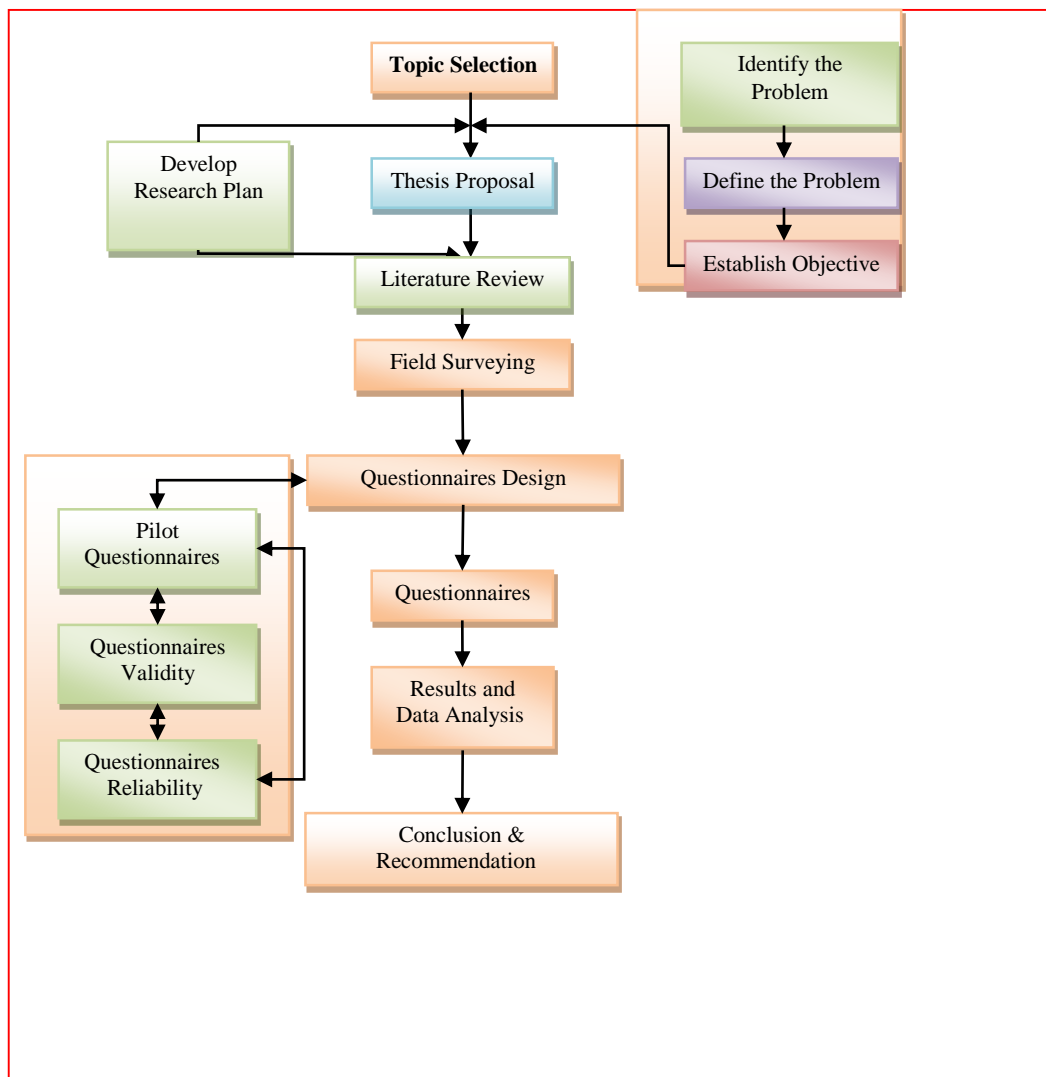 Topic Selection
Identify the
Problem
Develop
Research Plan
Thesis Proposal
Define the Problem
Establish Objective
Literature Review
Field Surveying
Questionnaires Design
Pilot
Questionnaires
Questionnaires
Validity
Questionnaires
Reliability
Questionnaires
Results and
Data Analysis
Conclusion &
Recommendation